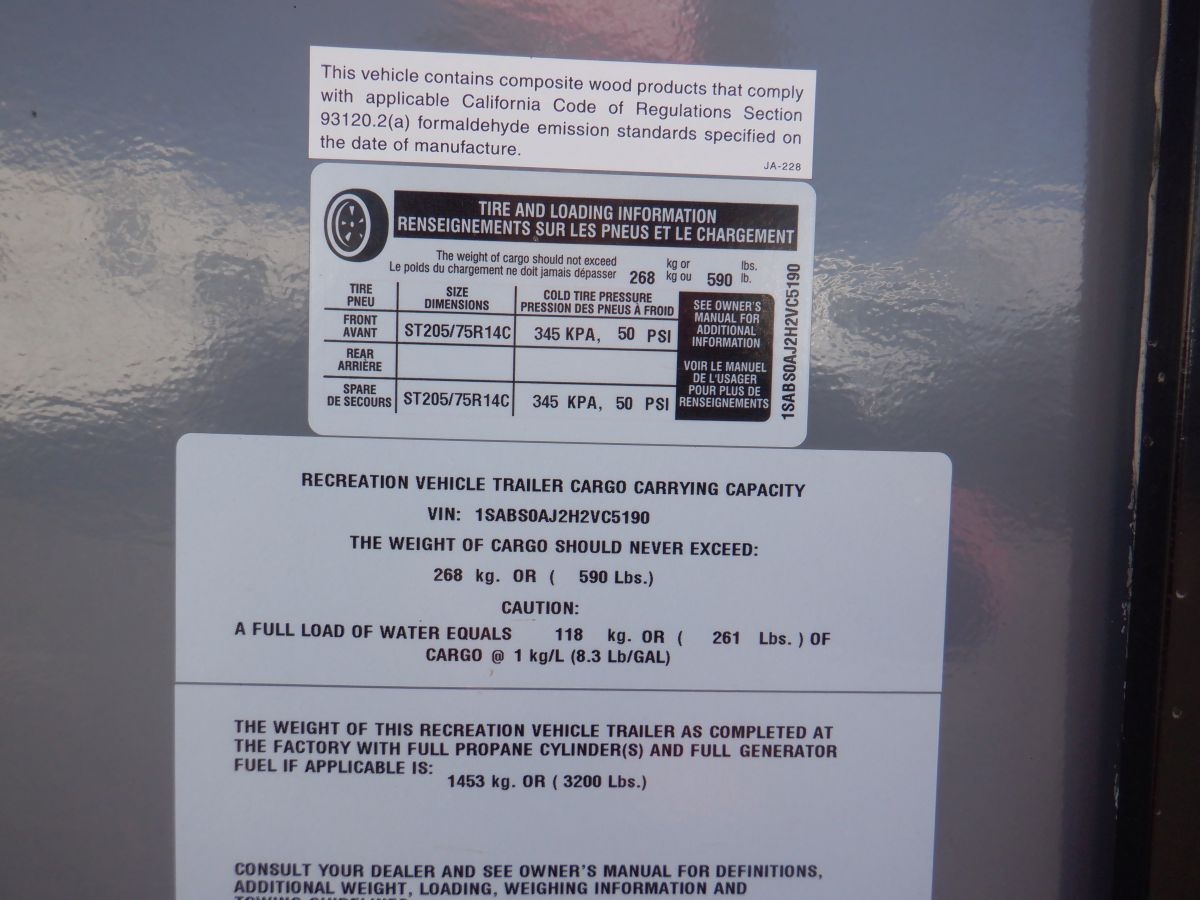 This vehicle contains composite wood products that comply
with applicable California Code of Regulations Section
93120.2(a) formaldehyde emission standards specified on
the date of manufacture.
JA-228
TIRE AND LOADING INFORMATION
RENSEIGNEMENTS SUR LES PNEUS ET LE CHARGEMENT
The weight of cargo should not exceed kg or lbs.
Le poids du chargement ne doit jamais dépasser 268 kg ou 590 lb.
TIRE SIZE COLD TIRE PRESSURE
PNEU DIMENSIONS PRESSION DES PNEUS À FROID
FRONT
AVANT ST205/75R14C 345 KPA, 50 PSI
REAR
ARRIÈRE
SPARE
DE SECOURS ST205/75R14C 345 KPA, 50 PSI
SEE OWNER'S
MANUAL FOR
ADDITIONAL
INFORMATION
VOIR LE MANUEL
DE L'USAGER
POUR PLUS DE
RENSEIGNEMENTS
1SABS0AJ2H2VC5190
RECREATION VEHICLE TRAILER CARGO CARRYING CAPACITY
VIN: 1SABS0AJ2H2VC5190
THE WEIGHT OF CARGO SHOULD NEVER EXCEED:
268 kg. OR ( 590 Lbs.)
CAUTION:
A FULL LOAD OF WATER EQUALS 118 kg. OR ( 261 Lbs. ) OF
CARGO @ 1 kg/L (8.3 Lb/GAL)
THE WEIGHT OF THIS RECREATION VEHICLE TRAILER AS COMPLETED AT
THE FACTORY WITH FULL PROPANE CYLINDER(S) AND FULL GENERATOR
FUEL IF APPLICABLE IS:
1453 kg. OR ( 3200 Lbs.)
CONSULT YOUR DEALER AND SEE OWNER'S MANUAL FOR DEFINITIONS,
ADDITIONAL WEIGHT, LOADING, WEIGHING INFORMATION AND